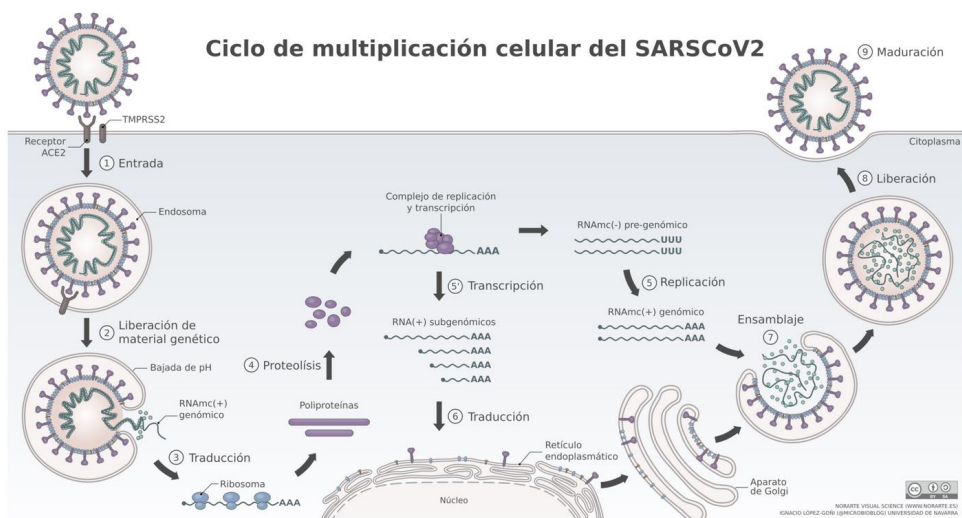 Ciclo de multiplicación celular del SARSCoV2
TMPRSS2
Receptor
ACE2
1 Entrada
Endosoma
2 Liberación de
material genético
Bajada de pH
RNAmc(+)
genómico
3 Traducción
Ribosoma
AAA
Poliproteínas
4 Proteolísis
Complejo de replicación
y transcripción
AAA
5' Transcripción
RNA(+) subgenómicos
AAA
AAA
AAA
AAA
6 Traducción
Núcleo
Retículo
endoplasmático
RNAmc(-) pre-genómico
UUU
UUU
5 Replicación
RNAmc(+) genómico
AAA
AAA
Aparato
de Golgi
Ensamblaje
7
8 Liberación
Citoplasma
9 Maduración
cc
BY SA
NORARTE VISUAL SCIENCE (WWW.NORARTE.ES)
IGNACIO LÓPEZ-GOÑI (@MICROBIOBLOG) UNIVERSIDAD DE NAVARRA